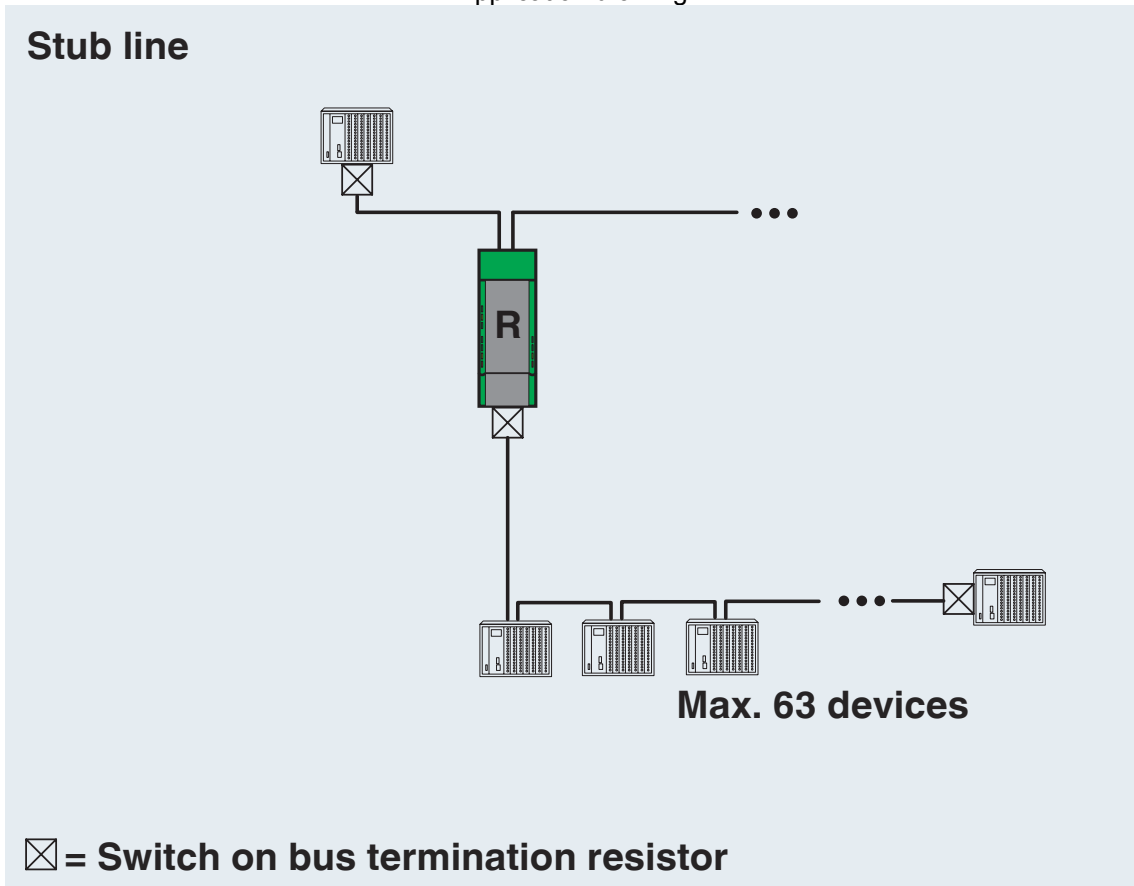 Stub line
R
Max. 63 devices
= Switch on bus termination resistor